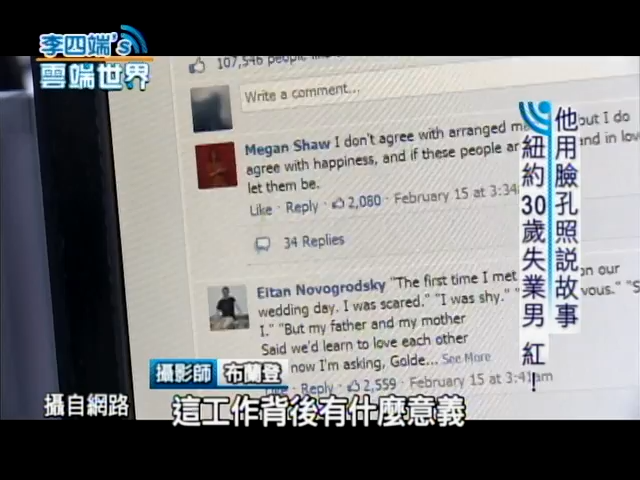 李四端's
雲端世界
107,546 people
Write a comment...
Megan Shaw I don't agree with arranged but I do
agree with happiness, and if these people and in love
let them be.
Like · Reply · 2,080 · February 15 at 3:34
34 Replies
Eitan Novogrodsky "The first time I met on our
wedding day. I was scared." "I was shy."
I." "But my father and my mother
Said we'd learn to love each other
now I'm asking, Golde... See More
Reply · 2,559 · February 15 at 3:41am
他用臉孔照說故事
紐約30歲失業男 紅!
攝影師 布蘭登
攝自網路
這工作背後有什麼意義